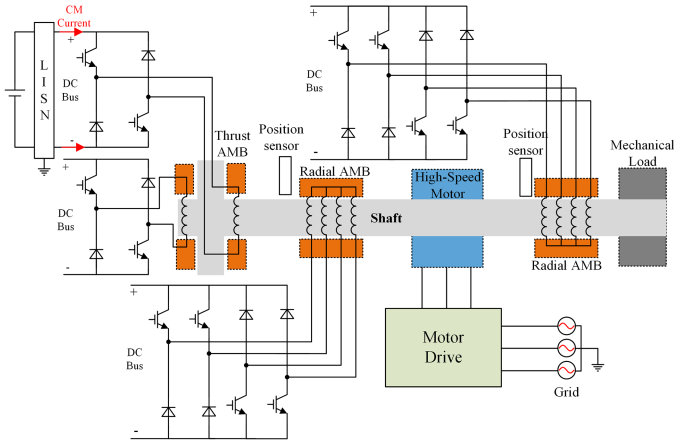 CM
Current
+
L
I
S
N
DC
Bus
-
+
DC
Bus
-
Thrust
AMB
Position
sensor
+
DC
Bus
-
Radial AMB
High-Speed
Motor
Position
sensor
Mechanical
Load
Shaft
Radial AMB
+
DC
Bus
-
Motor
Drive
Grid